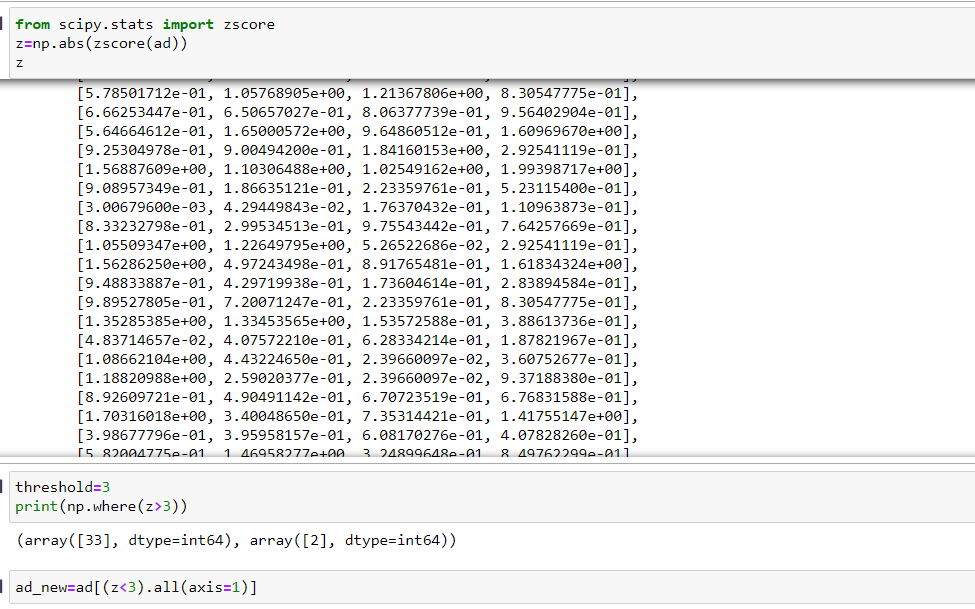 from scipy.stats import zscore
z=np.abs(zscore(ad))
z
[5.78501712e-01, 1.05768905e+00, 1.21367806e+00, 8.30547775e-01],
[6.66253447e-01, 6.50657027e-01, 8.06377739e-01, 9.56402904e-01],
[5.64664612e-01, 1.65000572e+00, 9.64860512e-01, 1.60969670e+00],
[9.25304978e-01, 9.00494200e-01, 1.84160153e+00, 2.92541119e-01],
[1.56887609e+00, 1.10306488e+00, 1.02549162e+00, 1.99398717e+00],
[9.08957349e-01, 1.86635121e-01, 2.23359761e-01, 5.23115400e-01],
[3.00679600e-03, 4.29449843e-02, 1.76370432e-01, 1.10963873e-01],
[8.33232798e-01, 2.99534513e-01, 9.75543442e-01, 7.64257669e-01],
[1.05509347e+00, 1.22649795e+00, 5.26522686e-02, 2.92541119e-01],
[1.56286250e+00, 4.97243498e-01, 8.91765481e-01, 1.61834324e+00],
[9.48833887e-01, 4.29719938e-01, 1.73604614e-01, 2.83894584e-01],
[9.89527805e-01, 7.20071247e-01, 2.23359761e-01, 8.30547775e-01],
[1.35285385e+00, 1.33453565e+00, 1.53572588e-01, 3.88613736e-01],
[4.83714657e-02, 4.07572210e-01, 6.28334214e-01, 1.87821967e-01],
[1.08662104e+00, 4.43224650e-01, 2.39660097e-02, 3.60752677e-01],
[1.18820988e+00, 2.59020377e-01, 2.39660097e-02, 9.37188380e-01],
[8.92609721e-01, 4.90491142e-01, 6.70723519e-01, 6.76831588e-01],
[1.70316018e+00, 3.40048650e-01, 7.35314421e-01, 1.41755147e+00],
[3.98677796e-01, 3.95958157e-01, 6.08170276e-01, 4.07828260e-01],
[5.82004775e-01, 1.46958277e+00, 3.24899648e-01, 8.49762299e-01],
threshold=3
print(np.where(z>3))
(array([33], dtype=int64), array([2], dtype=int64))
ad_new=ad[(z<3).all(axis=1)]